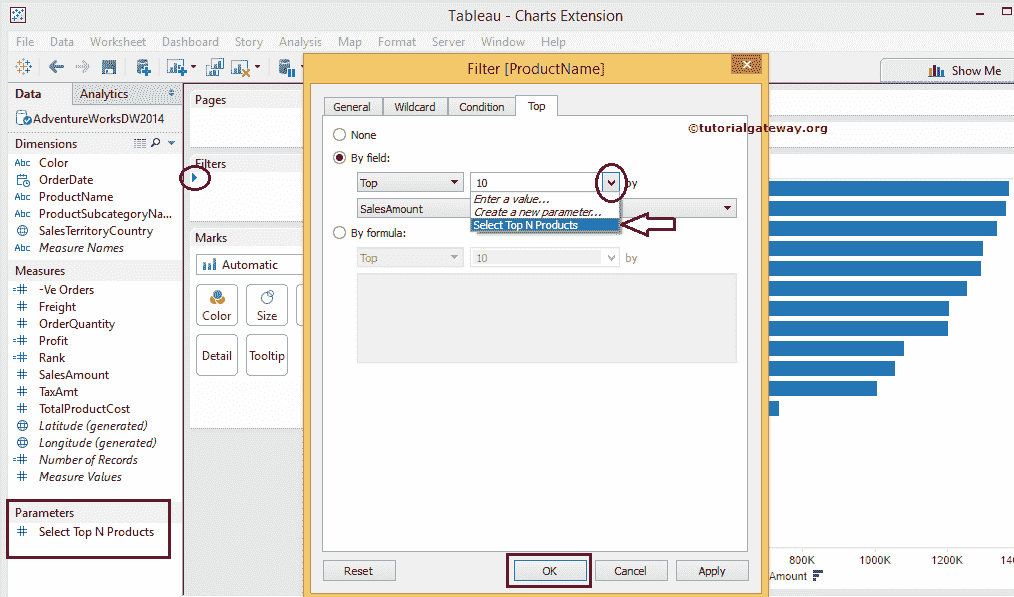 Tableau - Charts Extension
File Data Worksheet Dashboard Story Analysis Map Format Server Window Help
Show Me
Data Analytics
AdventureWorksDW2014
Dimensions
Abc Color
OrderDate
Abc ProductName
Abc ProductSubcategoryNa...
SalesTerritoryCountry
Abc Measure Names
Measures
=# -Ve Orders
# Freight
# OrderQuantity
=# Profit
=# Rank
# SalesAmount
# TaxAmt
# TotalProductCost
Latitude (generated)
Longitude (generated)
=# Number of Records
# Measure Values
Parameters
# Select Top N Products
Pages
Filters
Marks
Automatic
Color Size
Detail Tooltip
Filter [ProductName]
General Wildcard Condition Top
None
By field:
Top 10 by
Enter a value...
SalesAmount
Create a new parameter...
Select Top N Products
By formula:
Top 10 by
Reset OK Cancel Apply
©tutorialgateway.org
800K 1000K 1200K 140
Amount